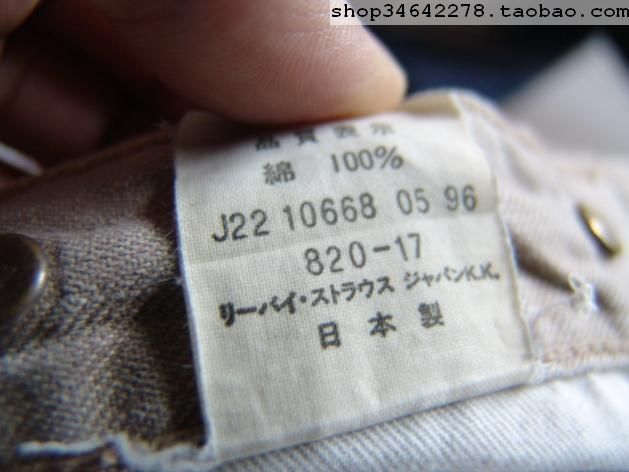 shop34642278.taobao.com
品質表示
綿 100%
J22 10668 05 96
820-17
リーバイ・ストラウス ジャパンK.K.
日本製